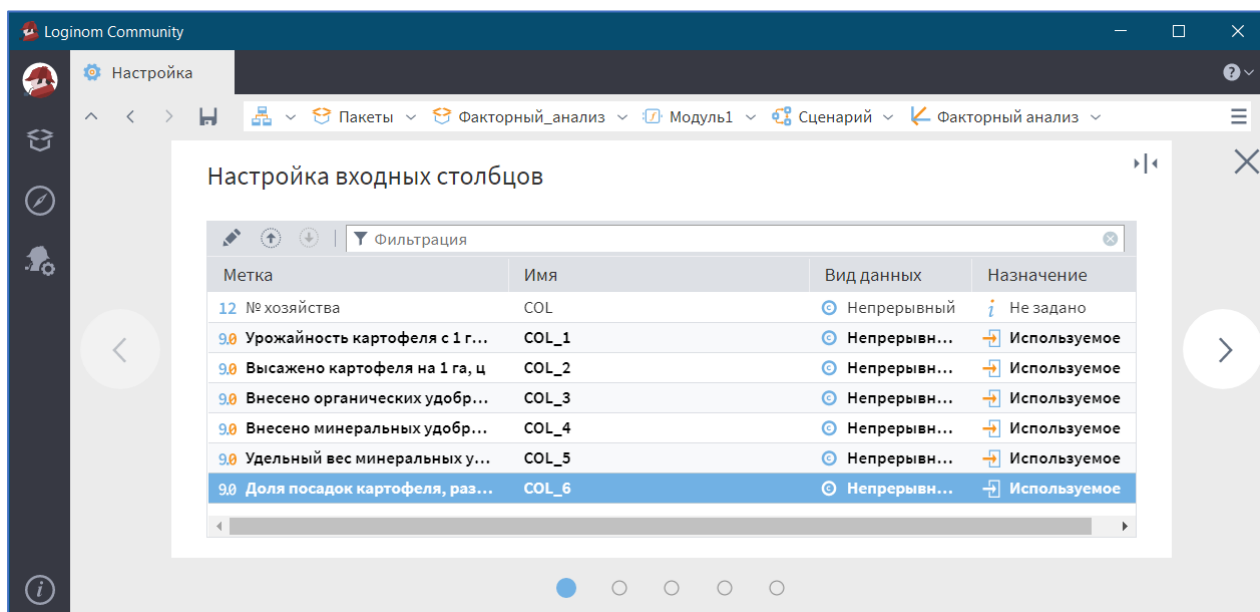 Loginom Community
Настройка
Пакеты Факторный_анализ Модуль1 Сценарий Факторный анализ
Настройка входных столбцов
Фильтрация
Метка Имя Вид данных Назначение
12 № хозяйства COL Непрерывный Не задано
9.0 Урожайность картофеля с 1 г... COL_1 Непрерывн... Используемое
9.0 Высажено картофеля на 1 га, ц COL_2 Непрерывн... Используемое
9.0 Внесено органических удобр... COL_3 Непрерывн... Используемое
9.0 Внесено минеральных удобр... COL_4 Непрерывн... Используемое
9.0 Удельный вес минеральных у... COL_5 Непрерывн... Используемое
9.0 Доля посадок картофеля, раз... COL_6 Непрерывн... Используемое